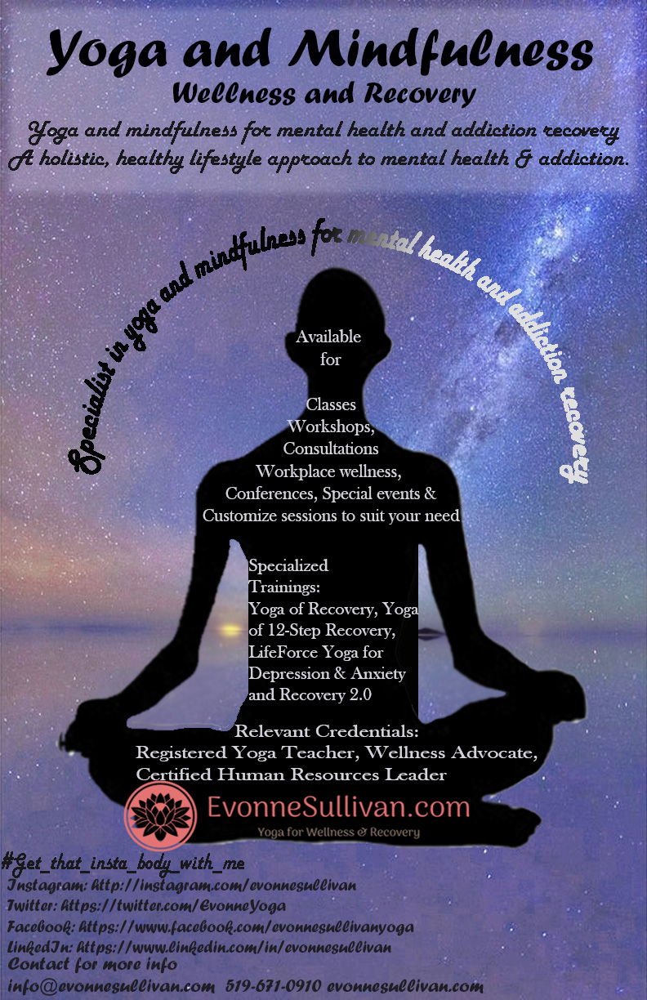 Yoga and Mindfulness
Wellness and Recovery
Yoga and mindfulness for mental health and addiction recovery
A holistic, healthy lifestyle approach to mental health & addiction.
Specialist in yoga and mindfulness for mental health and addiction recovery
Available
for
Classes
Workshops,
Consultations
Workplace wellness,
Conferences, Special events &
Customize sessions to suit your need
Specialized
Trainings:
Yoga of Recovery, Yoga
of 12-Step Recovery,
LifeForce Yoga for
Depression & Anxiety
and Recovery 2.0
Relevant Credentials:
Registered Yoga Teacher, Wellness Advocate,
Certified Human Resources Leader
EvonneSullivan.com
Yoga for Wellness & Recovery
#Get_that_insta_body_with_me
Instagram: http://instagram.com/evonnesullivan
Twitter: https://twitter.com/EvonneYoga
Facebook: https://www.facebook.com/evonnesullivanyoga
LinkedIn: https://www.linkedin.com/in/evonnesullivan
Contact for more info
info@evonnesullivan.com 519-671-0910 evonnesullivan.com